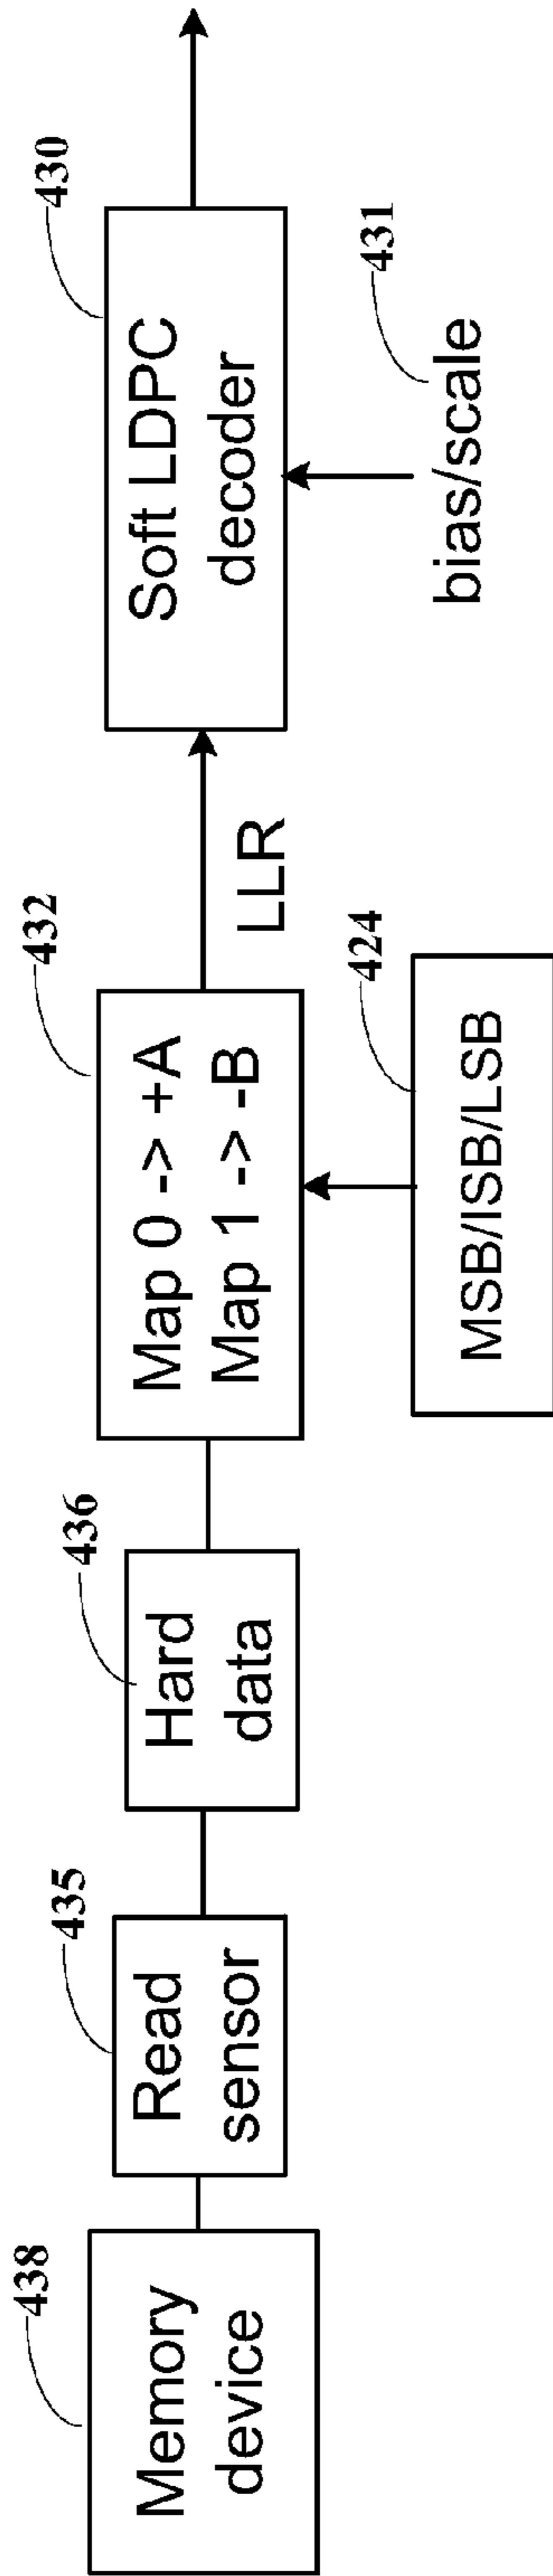 438
Memory
device
435
Read
sensor
436
Hard
data
432
Map 0 -> +A
Map 1 -> -B
424
MSB/ISB/LSB
LLR
430
Soft LDPC
decoder
431
bias/scale